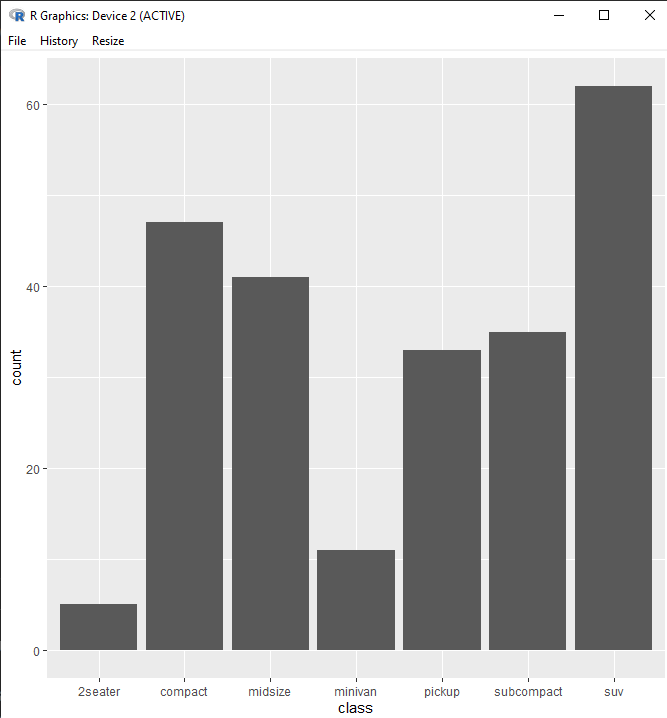 R Graphics: Device 2 (ACTIVE)
File History Resize
60
40
20
0
count
2seater compact midsize minivan pickup subcompact suv
class